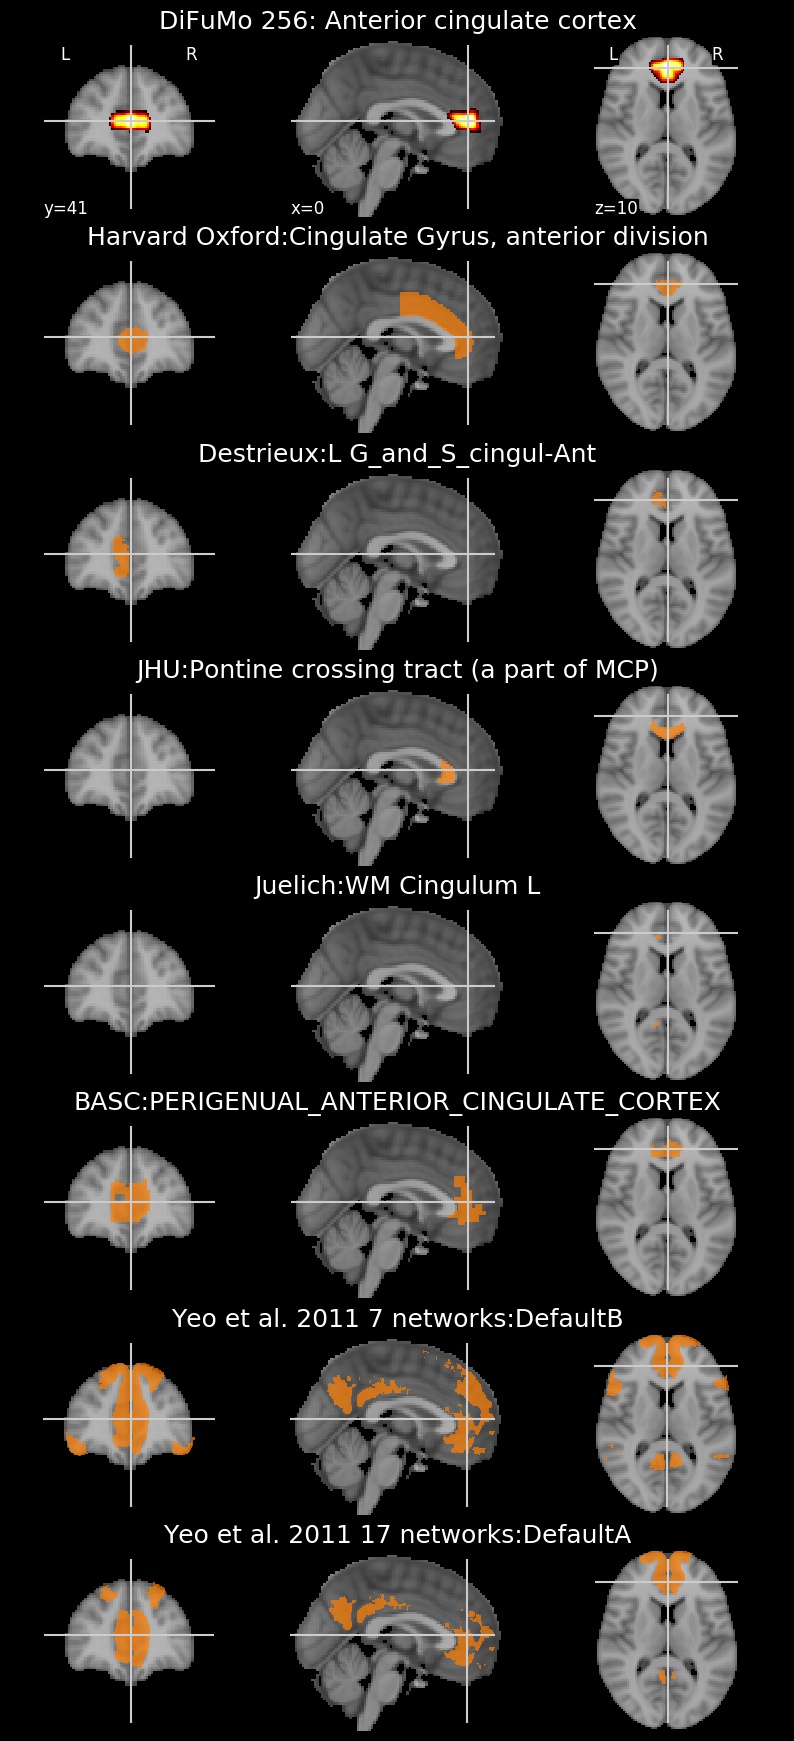 DiFuMo 256: Anterior cingulate cortex
L R L R
y=41 x=0 z=10
Harvard Oxford:Cingulate Gyrus, anterior division
Destrieux:L G_and_S_cingul-Ant
JHU:Pontine crossing tract (a part of MCP)
Juelich:WM Cingulum L
BASC:PERIGENUAL_ANTERIOR_CINGULATE_CORTEX
Yeo et al. 2011 7 networks:DefaultB
Yeo et al. 2011 17 networks:DefaultA